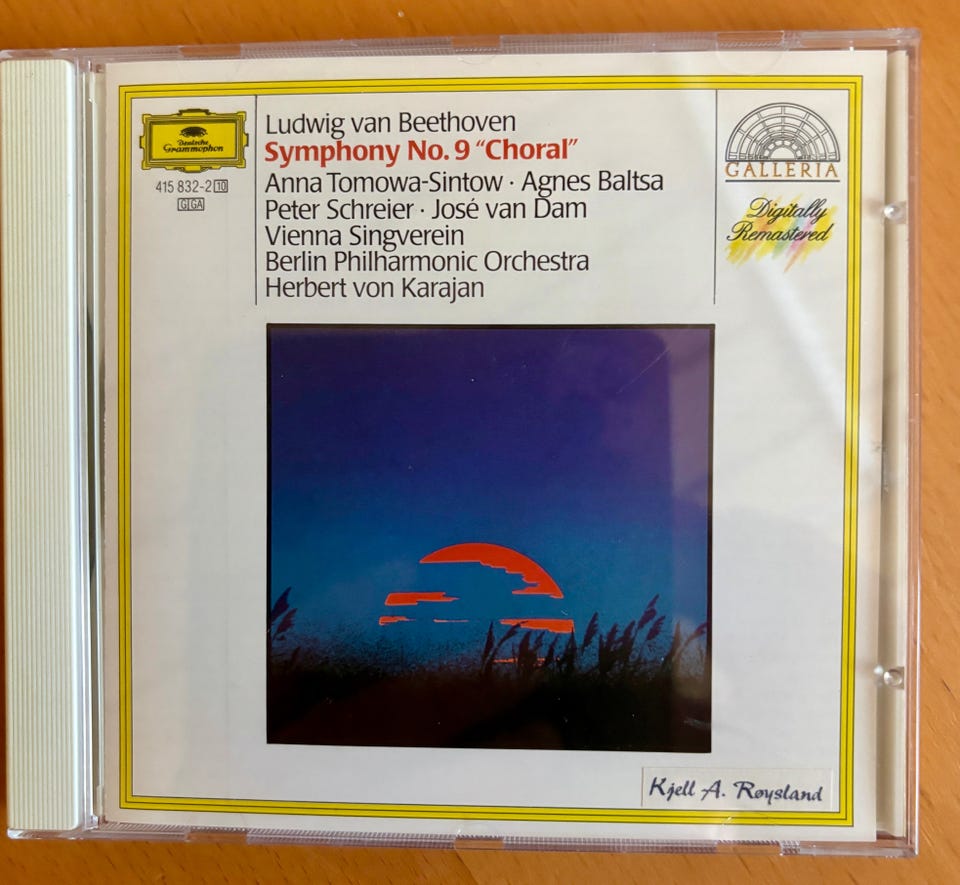 Deutsche
Grammophon
415 832-2 10
G GA
Ludwig van Beethoven
Symphony No. 9 “Choral”
Anna Tomowa-Sintow · Agnes Baltsa
Peter Schreier · José van Dam
Vienna Singverein
Berlin Philharmonic Orchestra
Herbert von Karajan
GALLERIA
Digitally
Remastered
Kjell A. Røysland